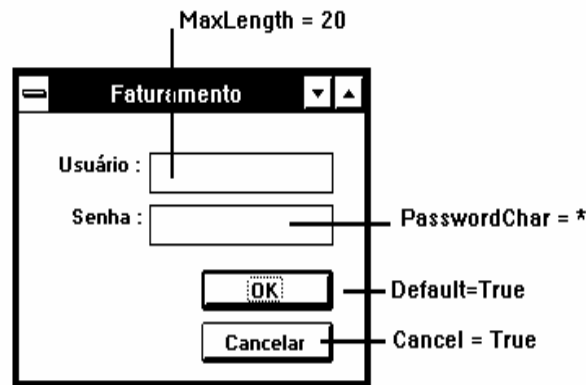 MaxLength = 20
Faturamento
Usuário :
Senha :
PasswordChar = *
OK
Default=True
Cancelar
Cancel = True